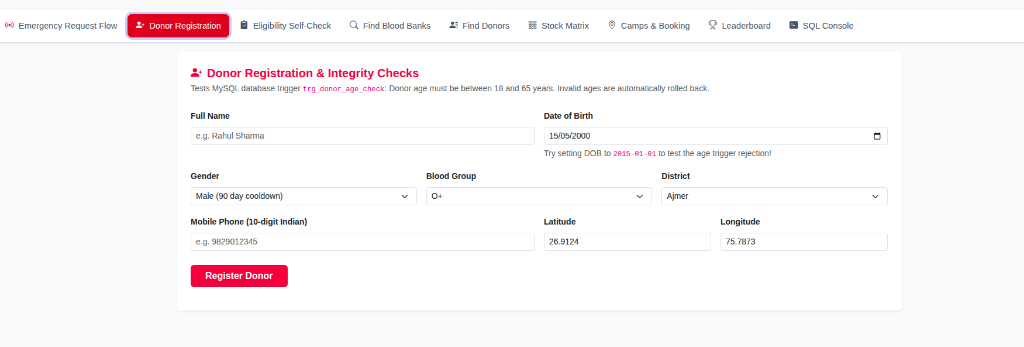 Emergency Request Flow Donor Registration Eligibility Self-Check Find Blood Banks Find Donors Stock Matrix Camps & Booking Leaderboard SQL Console
Donor Registration & Integrity Checks
Tests MySQL database trigger trg_donor_age_check: Donor age must be between 18 and 65 years. Invalid ages are automatically rolled back.
Full Name Date of Birth
e.g. Rahul Sharma 15/05/2000
Try setting DOB to 2015-01-01 to test the age trigger rejection!
Gender Blood Group District
Male (90 day cooldown) O+ Ajmer
Mobile Phone (10-digit Indian) Latitude Longitude
e.g. 9829012345 26.9124 75.7873
Register Donor